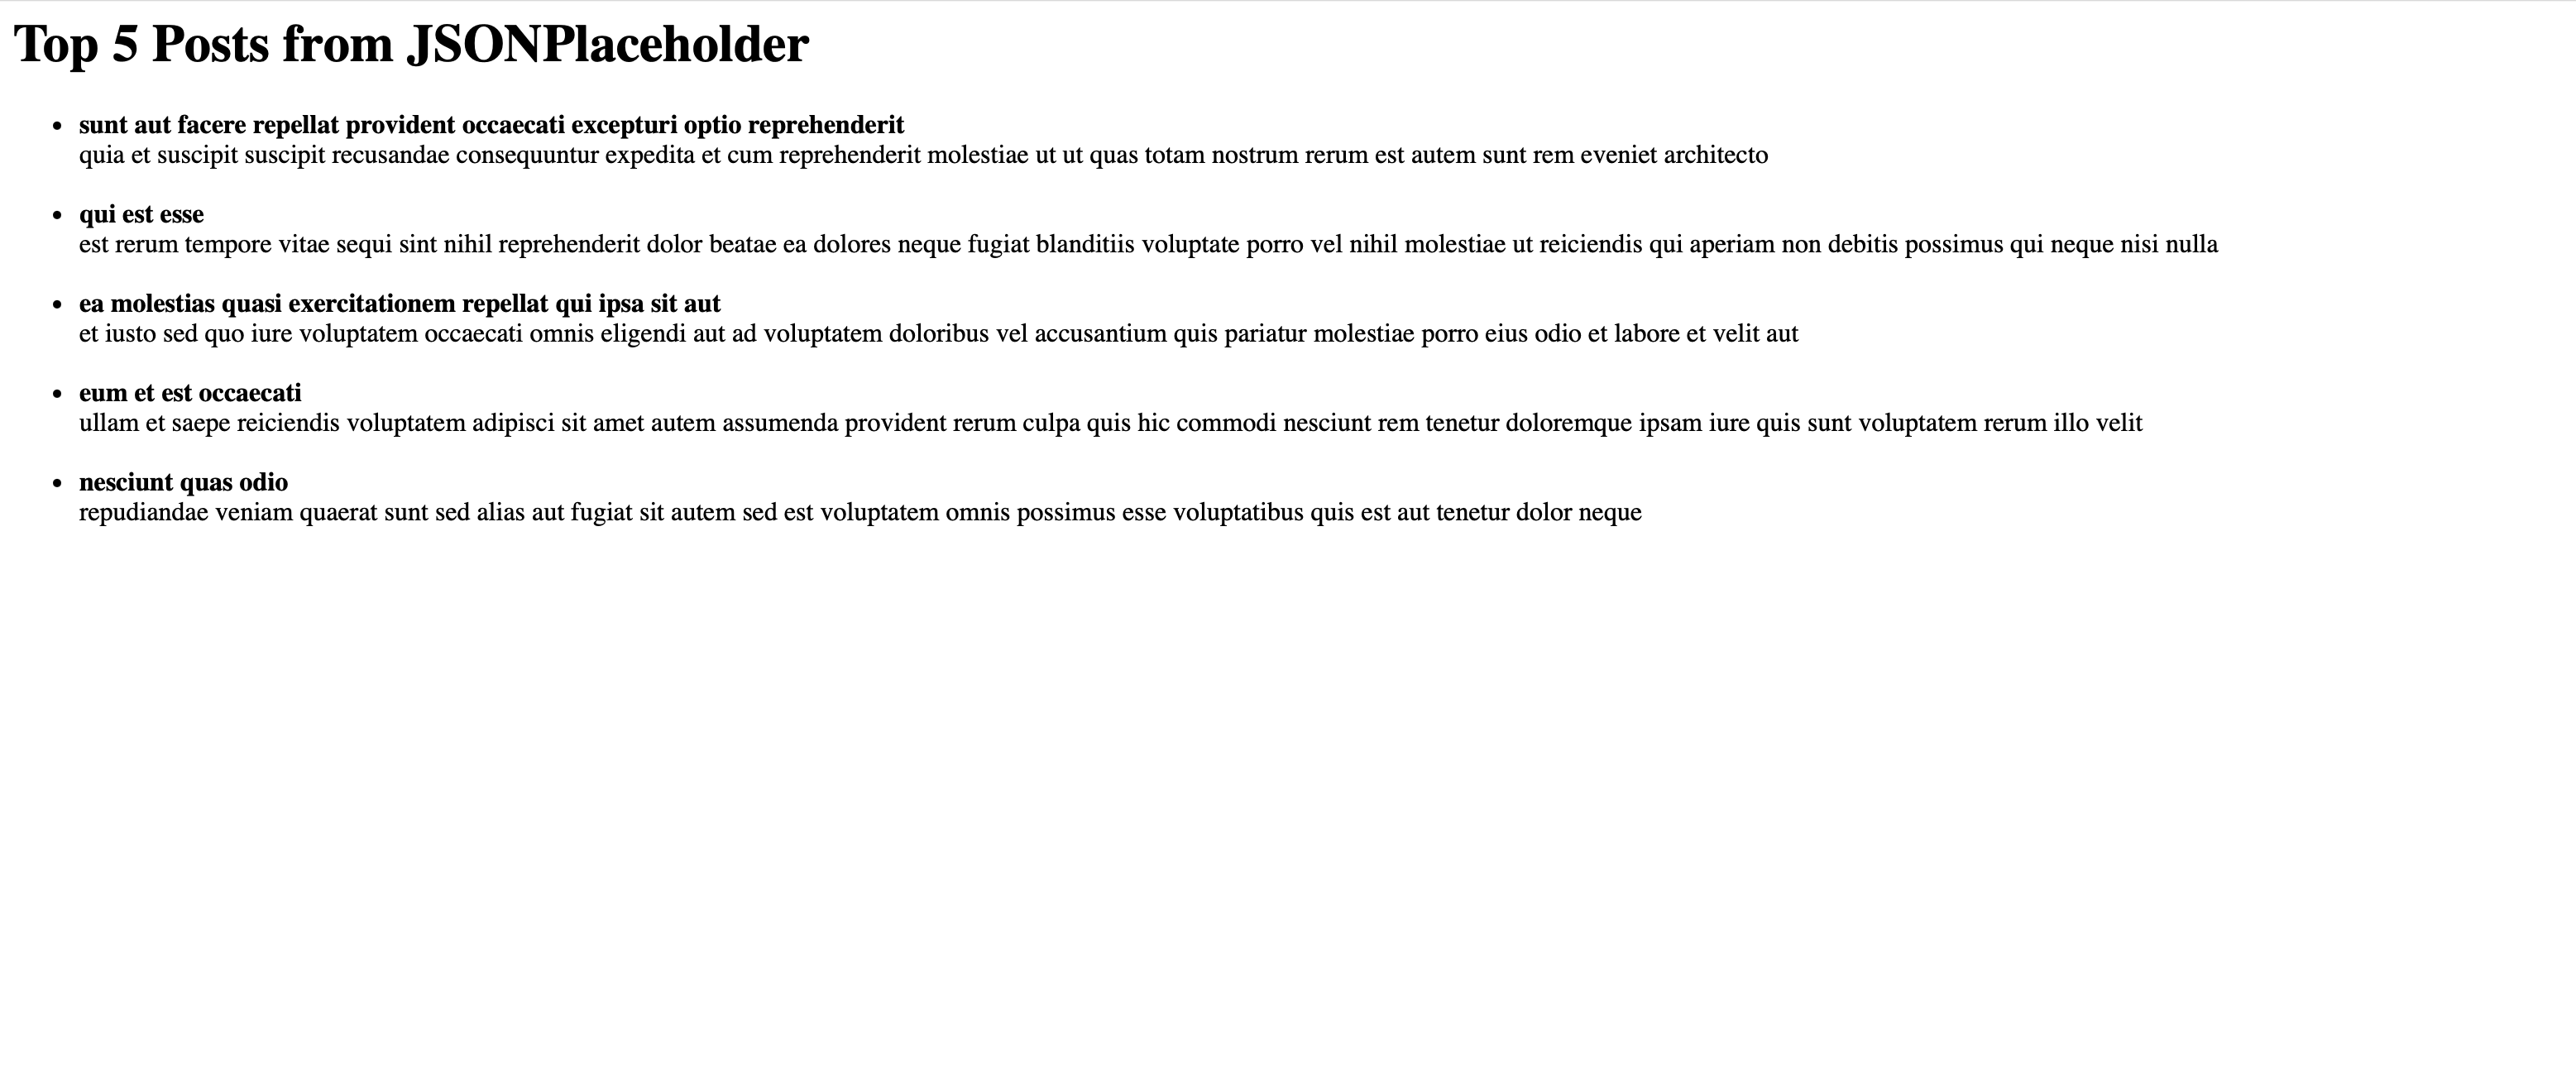 Top 5 Posts from JSONPlaceholder
• sunt aut facere repellat provident occaecati excepturi optio reprehenderit
quia et suscipit suscipit recusandae consequuntur expedita et cum reprehenderit molestiae ut ut quas totam nostrum rerum est autem sunt rem eveniet architecto
• qui est esse
est rerum tempore vitae sequi sint nihil reprehenderit dolor beatae ea dolores neque fugiat blanditiis voluptate porro vel nihil molestiae ut reiciendis qui aperiam non debitis possimus qui neque nisi nulla
• ea molestias quasi exercitationem repellat qui ipsa sit aut
et iusto sed quo iure voluptatem occaecati omnis eligendi aut ad voluptatem doloribus vel accusantium quis pariatur molestiae porro eius odio et labore et velit aut
• eum et est occaecati
ullam et saepe reiciendis voluptatem adipisci sit amet autem assumenda provident rerum culpa quis hic commodi nesciunt rem tenetur doloremque ipsam iure quis sunt voluptatem rerum illo velit
• nesciunt quas odio
repudiandae veniam quaerat sunt sed alias aut fugiat sit autem sed est voluptatem omnis possimus esse voluptatibus quis est aut tenetur dolor neque